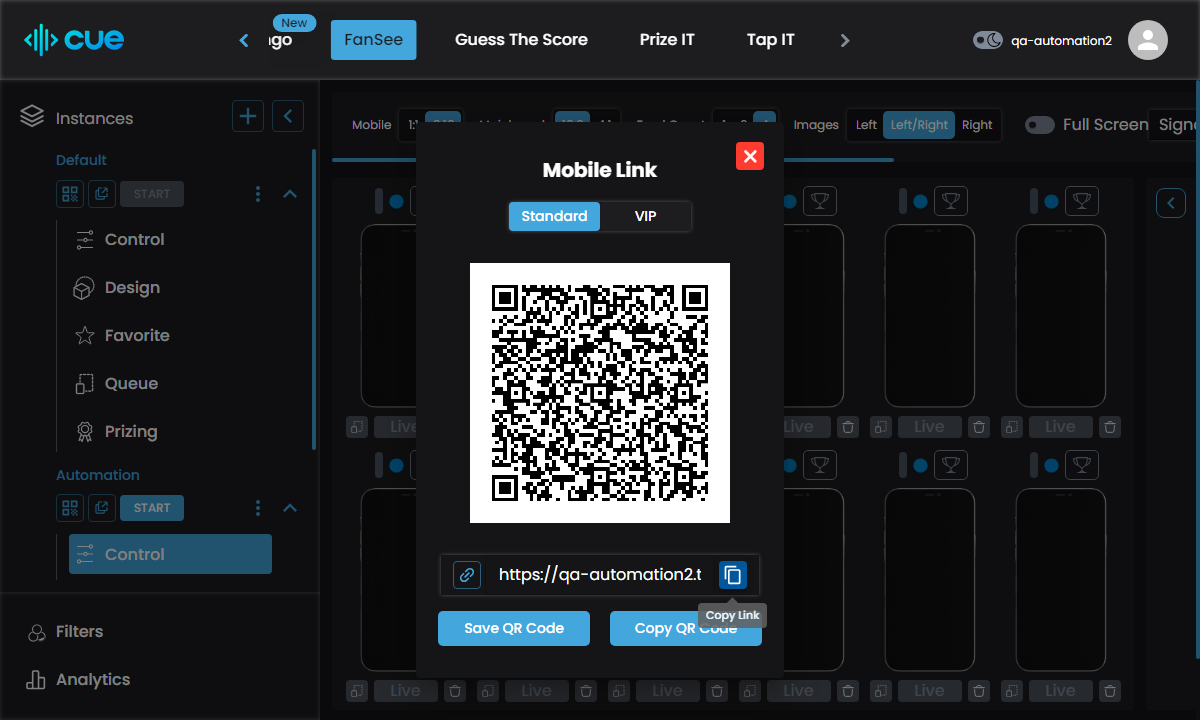 cue
New
FanSee
Guess The Score
Prize IT
Tap IT
qa-automation2
Instances
Default
START
Control
Design
Favorite
Queue
Prizing
Automation
START
Control
Filters
Analytics
Mobile
Images
Left
Left/Right
Right
Full Screen
Mobile Link
Standard
VIP
https://qa-automation2.t
Copy Link
Save QR Code
Copy QR Code
Live
Live
Live
Live
Live
Live
Live
Live
Live
Live